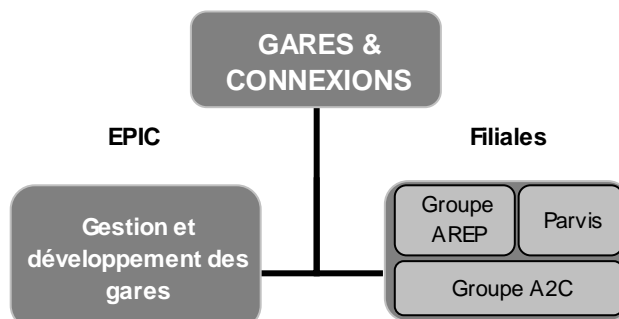 GARES &
CONNEXIONS
EPIC
Filiales
Gestion et
développement des
gares
Groupe
AREP
Parvis
Groupe A2C